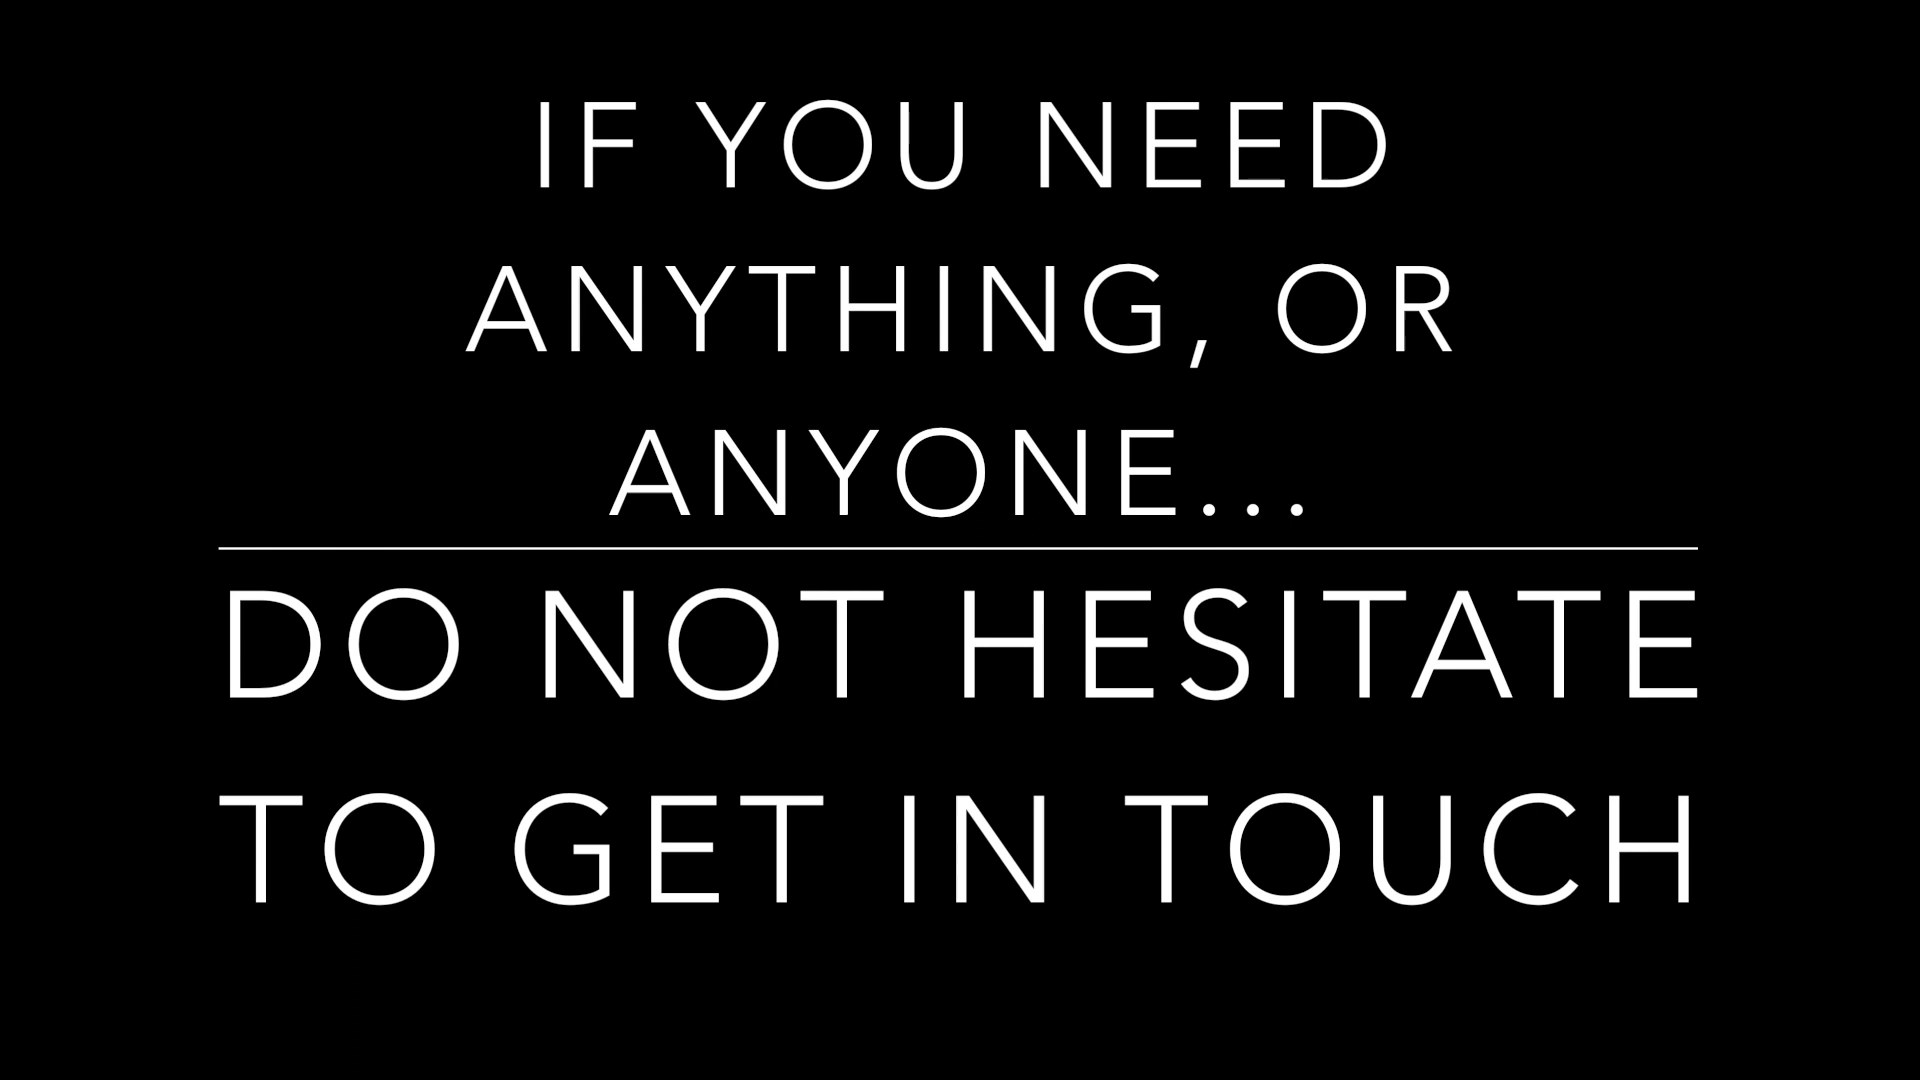 IF YOU NEED
ANYTHING, OR
ANYONE...
DO NOT HESITATE
TO GET IN TOUCH